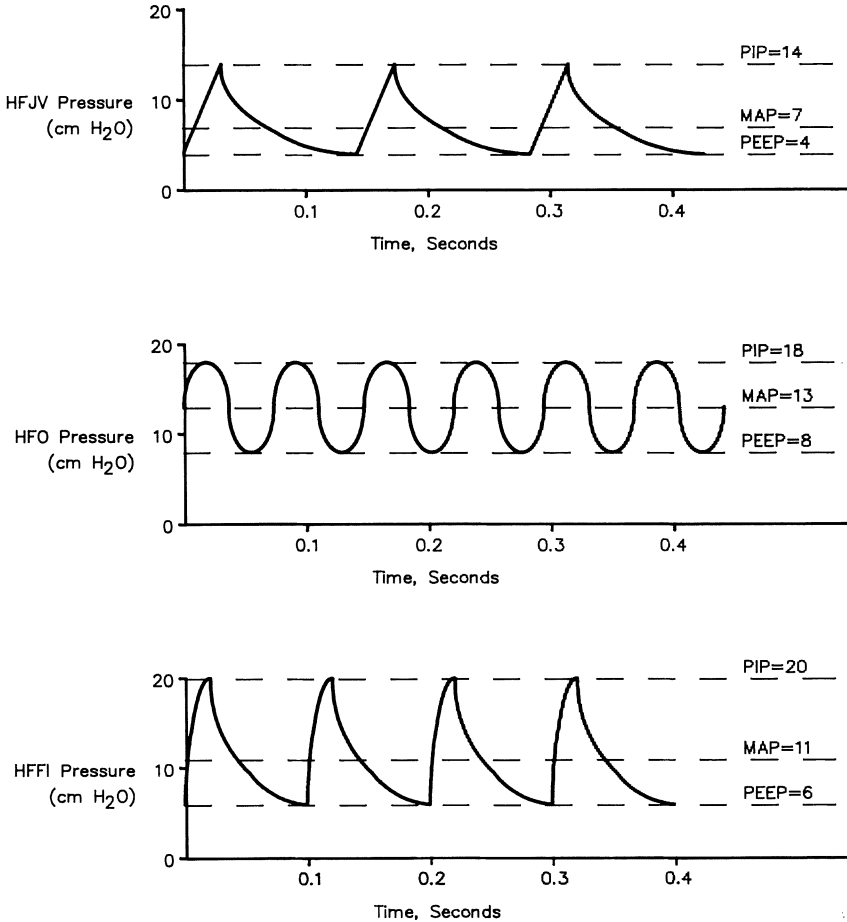 20
PIP=14
HFJV Pressure
(cm H2O)
10
MAP=7
PEEP=4
0
0.1 0.2 0.3 0.4
Time, Seconds
20
PIP=18
MAP=13
HFO Pressure
(cm H2O)
10
PEEP=8
0
0.1 0.2 0.3 0.4
Time, Seconds
20
PIP=20
MAP=11
HFFI Pressure
(cm H2O)
10
PEEP=6
0
0.1 0.2 0.3 0.4
Time, Seconds